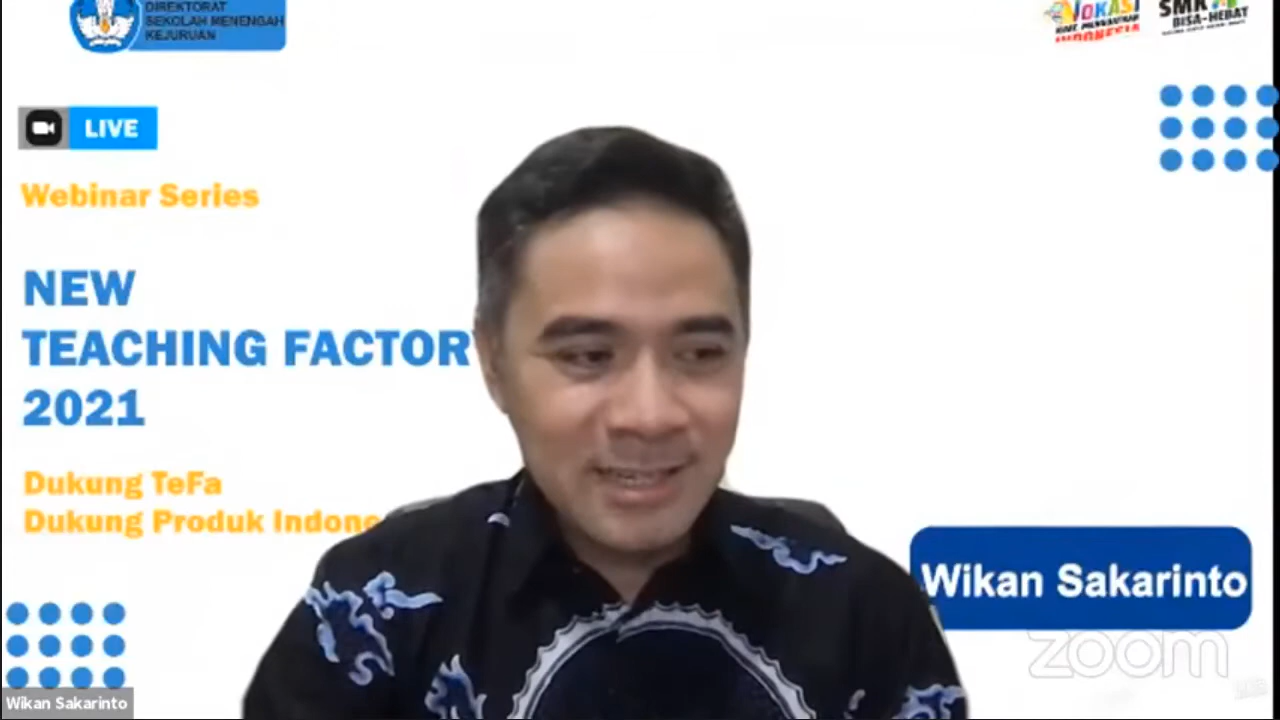 DIREKTORAT
SEKOLAH MENENGAH
KEJURUAN
VOKASI
INDONESIA
SMK
BISA-HEBAT
LIVE
Webinar Series
NEW
TEACHING FACTOR
2021
Dukung TeFa
Dukung Produk Indone
Wikan Sakarinto
zoom
Wikan Sakarinto